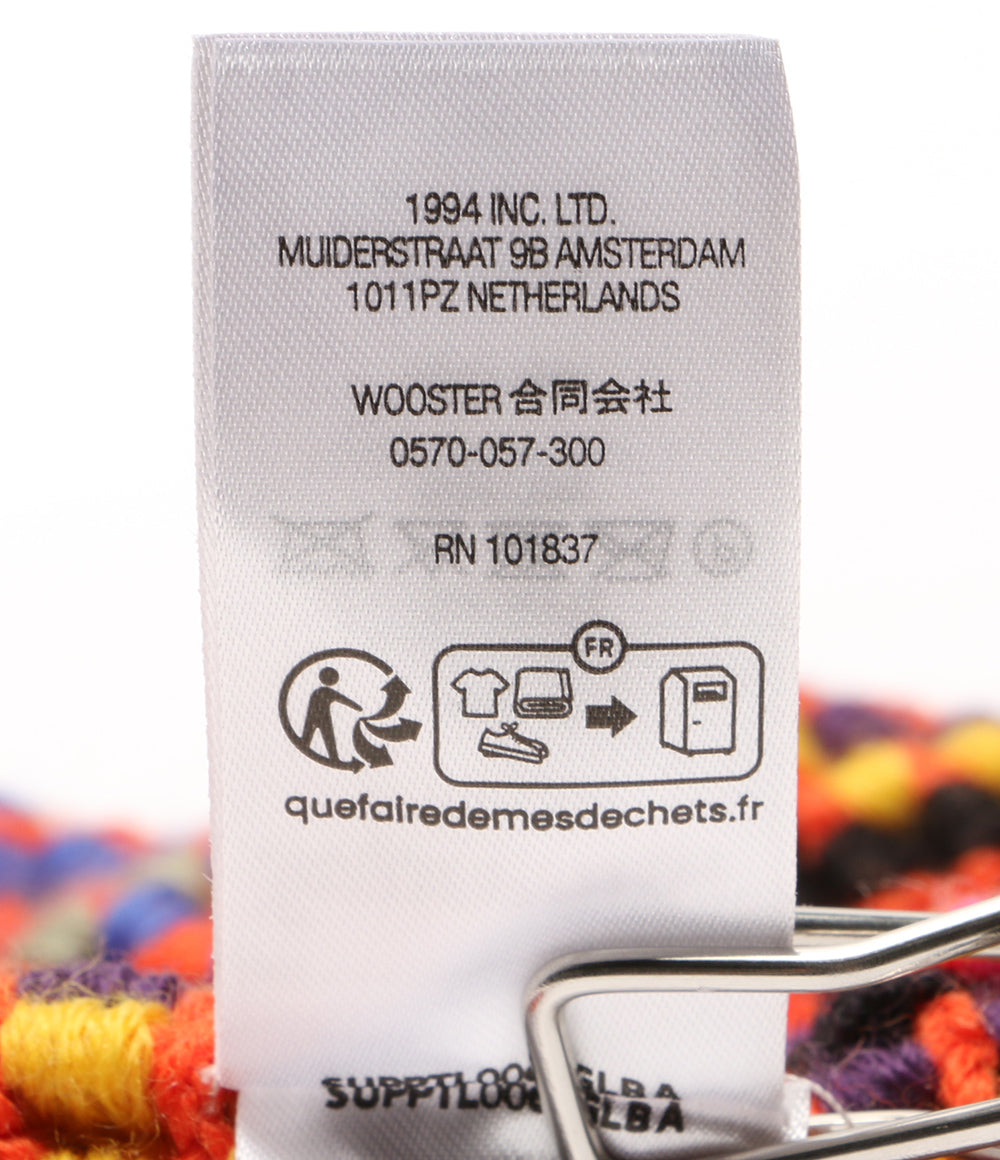 1994 INC. LTD.
MUIDERSTRAAT 9B AMSTERDAM
1011PZ NETHERLANDS
WOOSTER 合同会社
0570-057-300
RN 101837
FR
quefairedemesdechets.fr